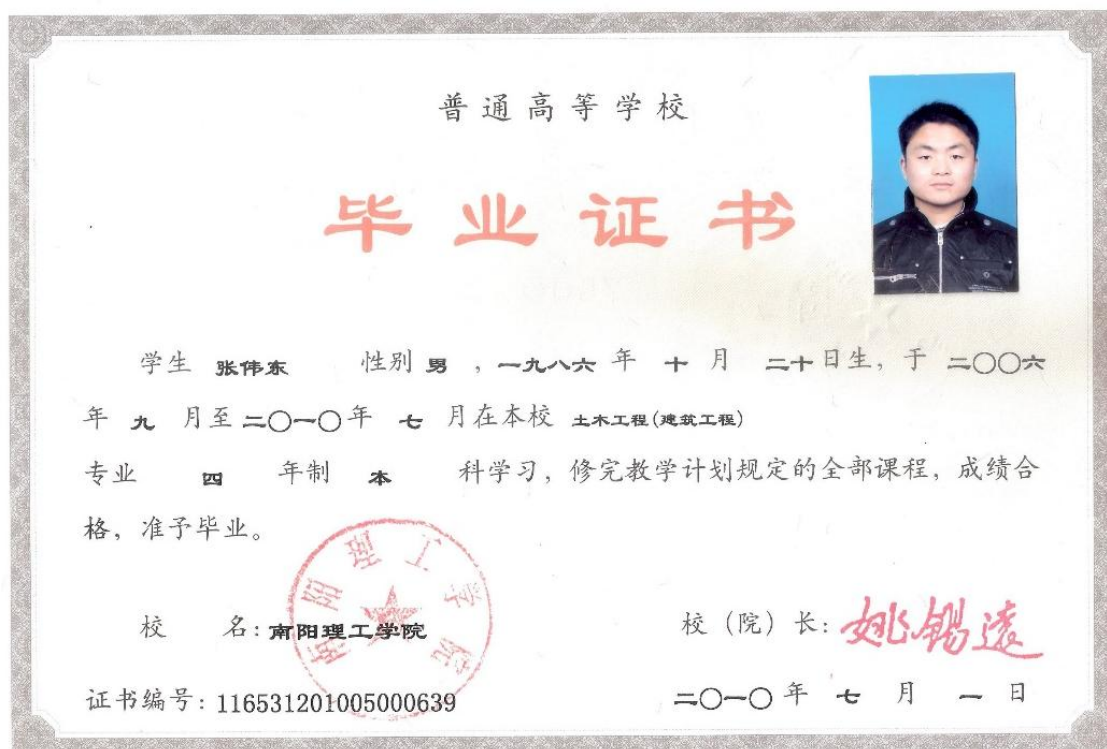 普通高等学校
毕业证书
学生 张伟东 性别 男 ，一九八六 年 十 月 二十日生，于 二〇〇六
年 九 月至二〇一〇年 七 月在本校 土木工程(建筑工程)
专业 四 年制 本 科学习，修完教学计划规定的全部课程，成绩合
格，准予毕业。
南阳理工学院
校 名：南阳理工学院 校（院）长：姚锡远
证书编号：116531201005000639 二〇一〇 年 七 月 一 日